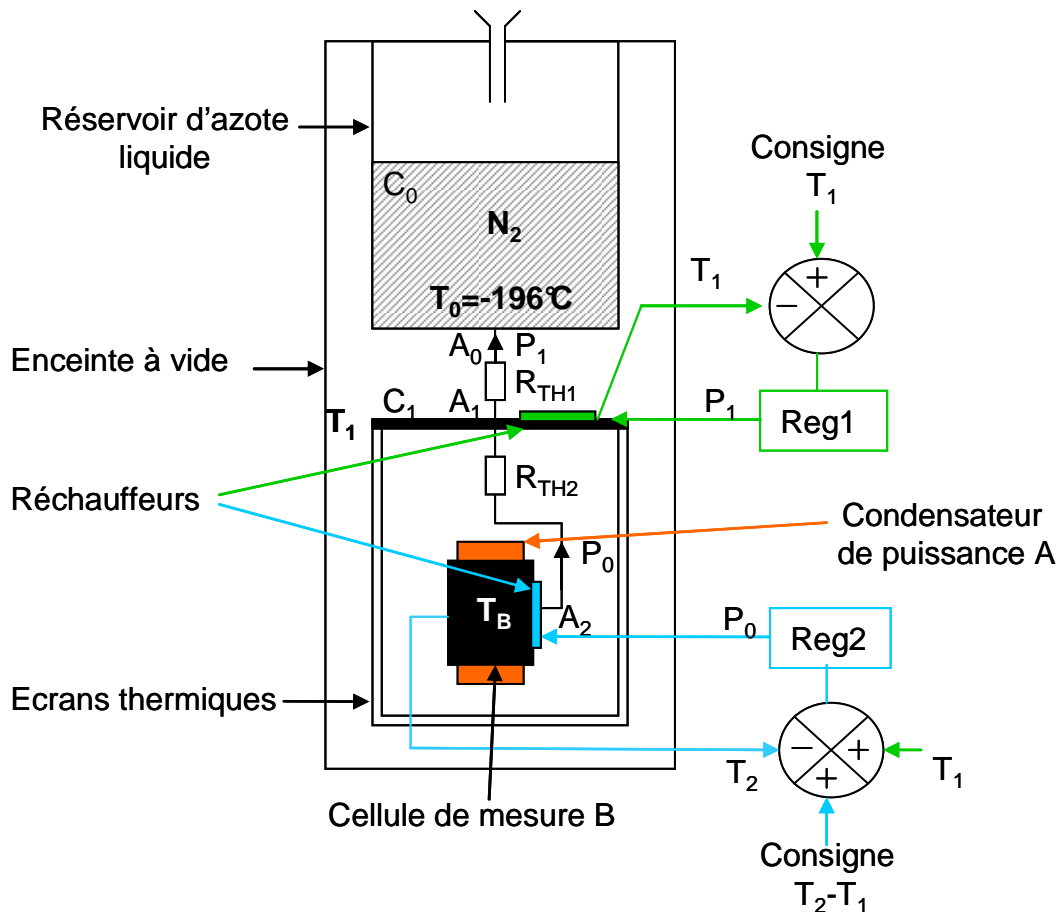 Réservoir d'azote
liquide
C0
N2
T0=-196°C
Consigne
T1
+
−
T1
Enceinte à vide
A0
P1
RTH1
C1
A1
T1
P1
Reg1
Réchauffeurs
RTH2
Condensateur
de puissance A
P0
TB
A2
P0
Reg2
Ecrans thermiques
−
+
+
T2
T1
Cellule de mesure B
Consigne
T2-T1